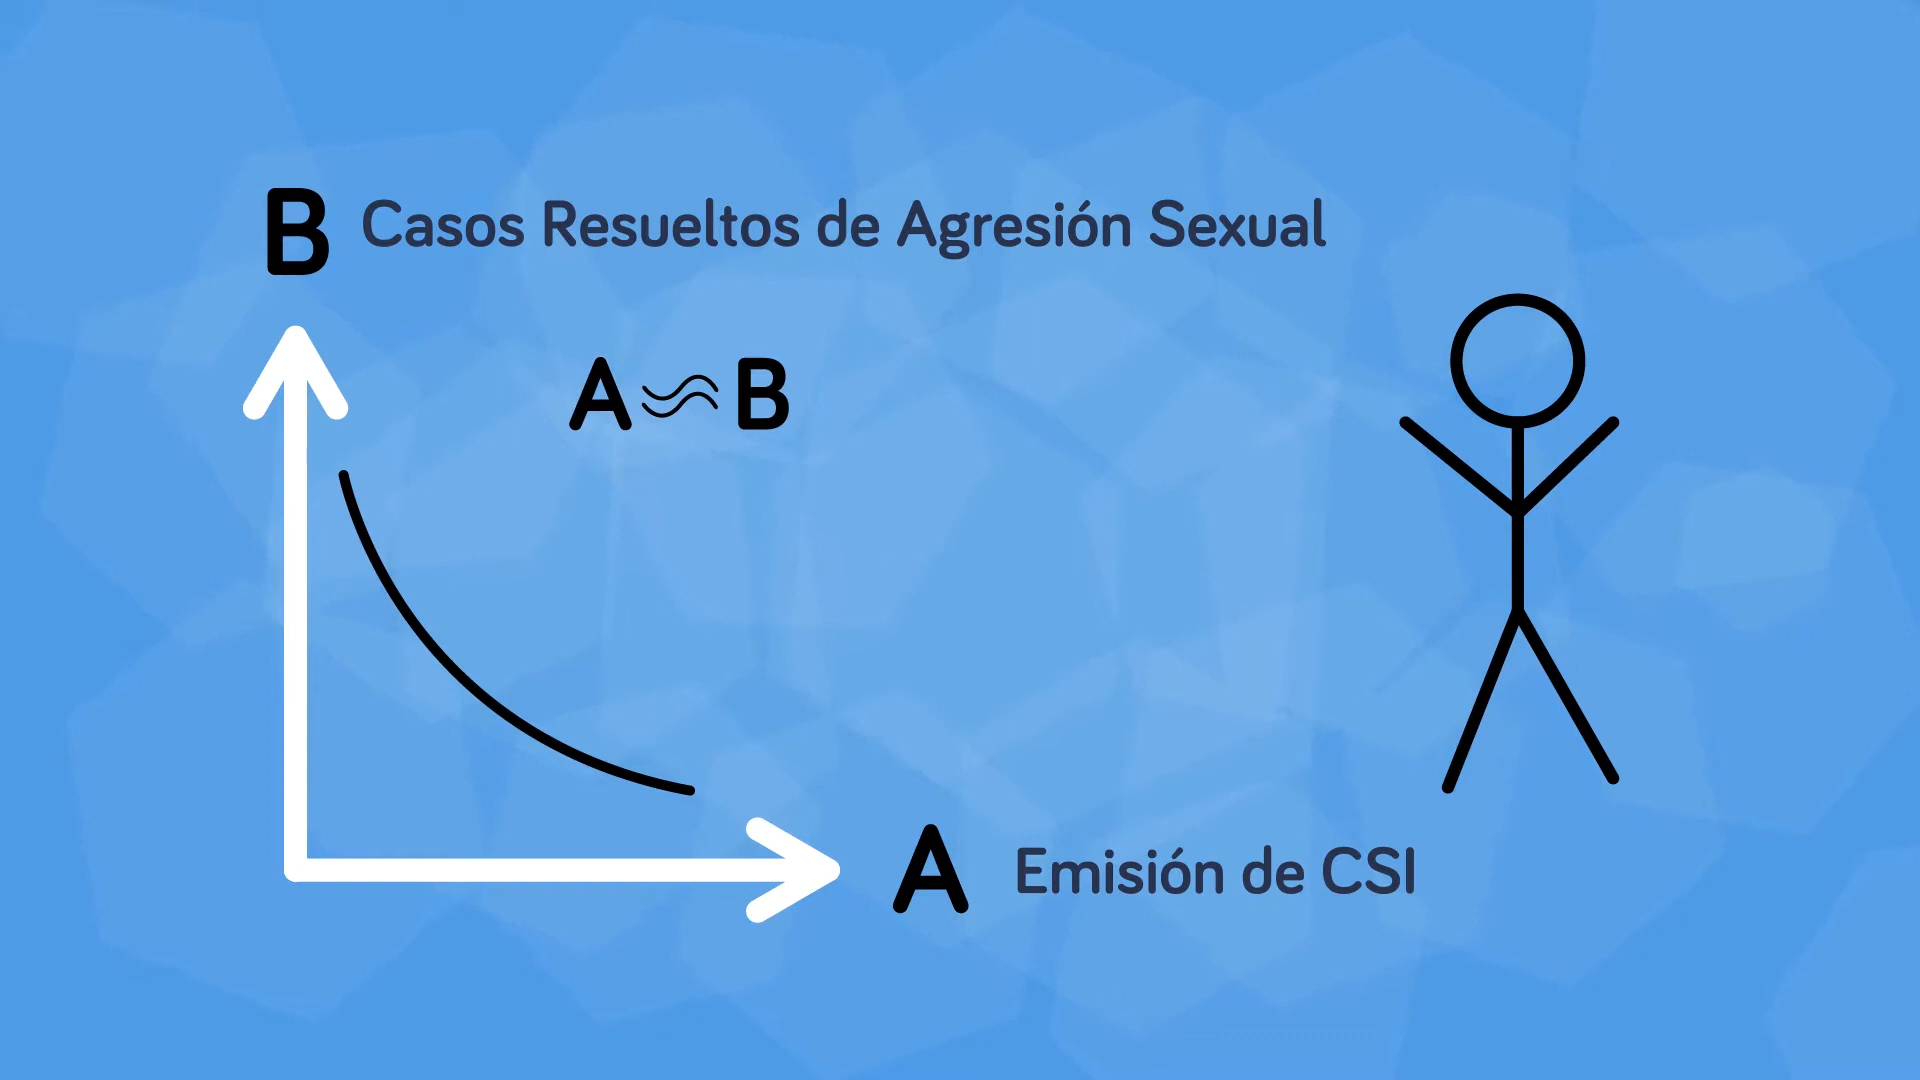 B Casos Resueltos de Agresión Sexual
A ≈ B
A Emisión de CSI